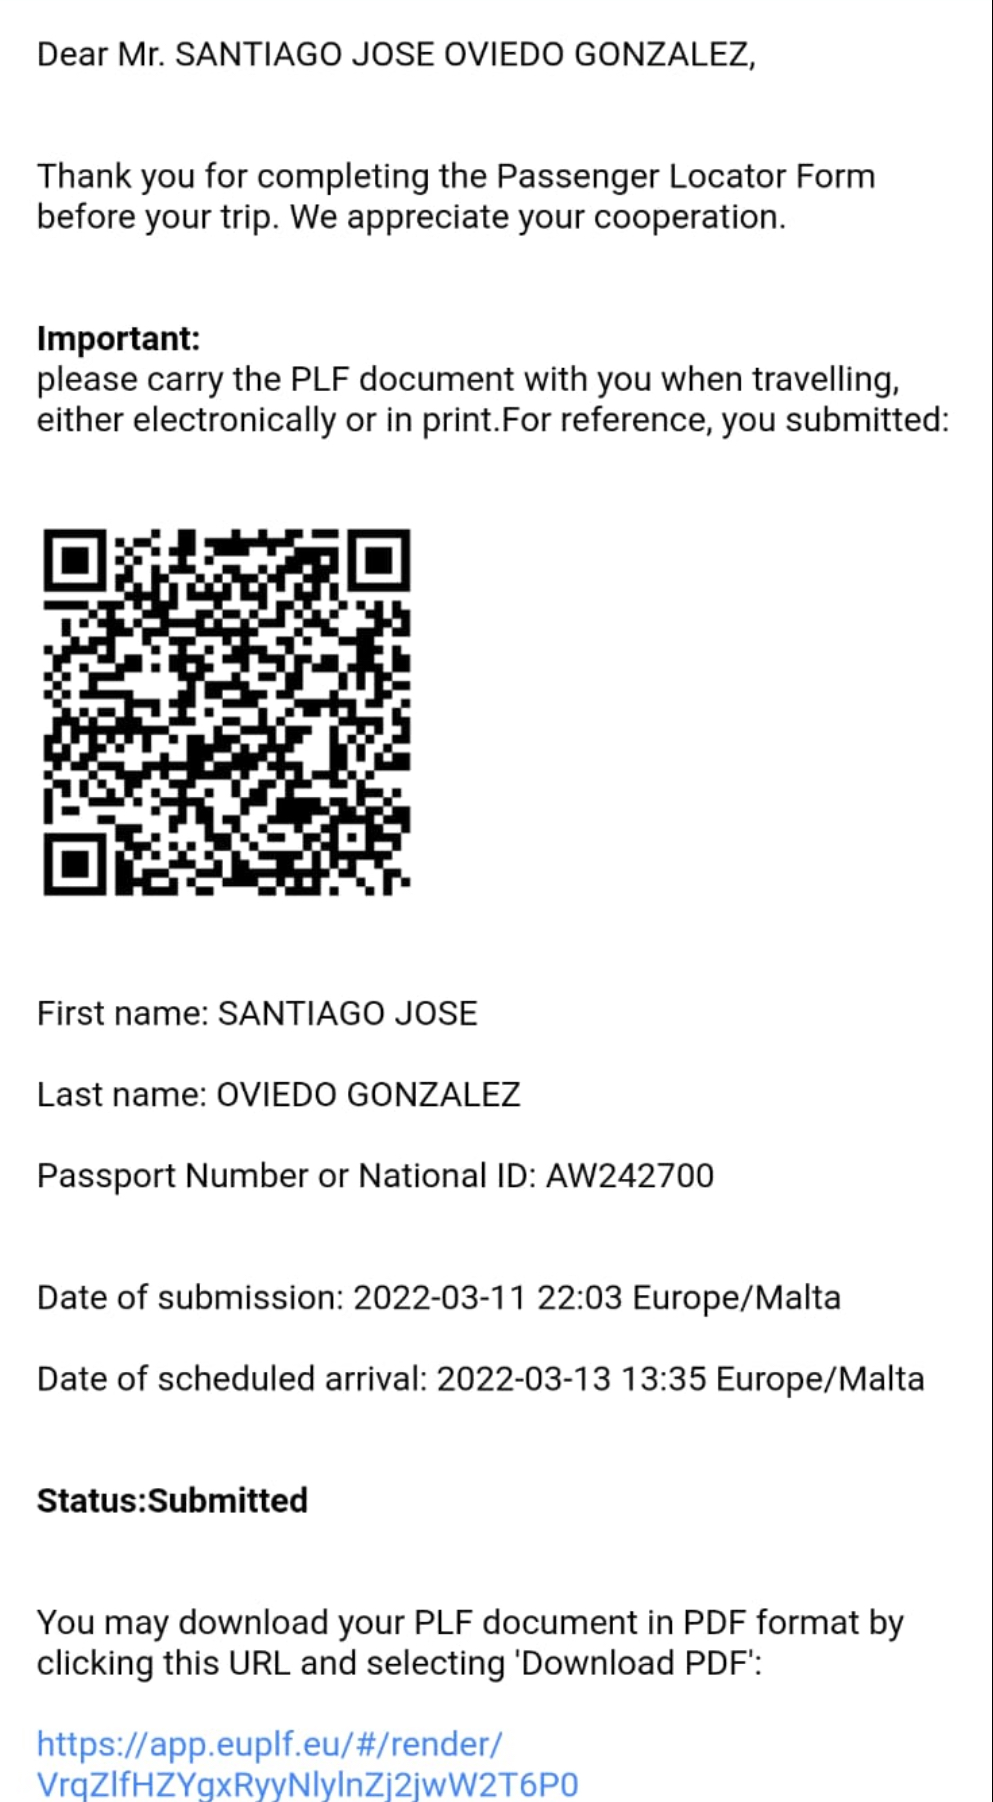 Dear Mr. SANTIAGO JOSE OVIEDO GONZALEZ,
Thank you for completing the Passenger Locator Form
before your trip. We appreciate your cooperation.
Important:
please carry the PLF document with you when travelling,
either electronically or in print.For reference, you submitted:
First name: SANTIAGO JOSE
Last name: OVIEDO GONZALEZ
Passport Number or National ID: AW242700
Date of submission: 2022-03-11 22:03 Europe/Malta
Date of scheduled arrival: 2022-03-13 13:35 Europe/Malta
Status:Submitted
You may download your PLF document in PDF format by
clicking this URL and selecting 'Download PDF':
https://app.euplf.eu/#/render/
VrqZlfHZYgxRyyNlylnZj2jwW2T6P0